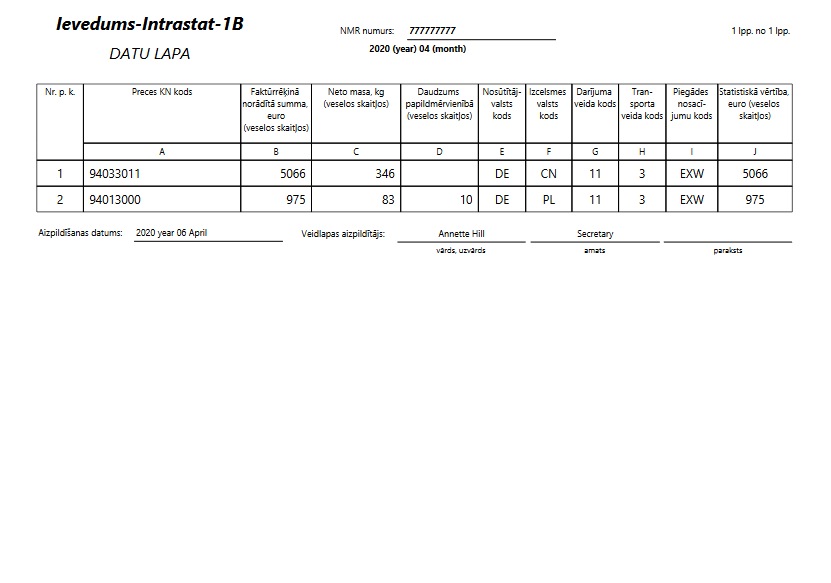 Ievedums-Intrastat-1B
NMR numurs: 777777777
1 lpp. no 1 lpp.
DATU LAPA
2020 (year) 04 (month)
Nr. p. k. Preces KN kods Faktūrrēķinā Neto masa, kg Daudzums Nosūtītāj- Izcelsmes Darījuma Tran- Piegādes Statistiskā vērtība,
norādītā summa, (veselos skaitļos) papildmērvienībā valsts valsts veida kods sporta nosacī- euro (veselos
euro (veselos skaitļos) kods kods veida kods jumu kods skaitļos)
(veselos skaitļos)
A B C D E F G H I J
1 94033011 5066 346 DE CN 11 3 EXW 5066
2 94013000 975 83 10 DE PL 11 3 EXW 975
Aizpildīšanas datums: 2020 year 06 April Veidlapas aizpildītājs: Annette Hill Secretary
vārds, uzvārds amats paraksts